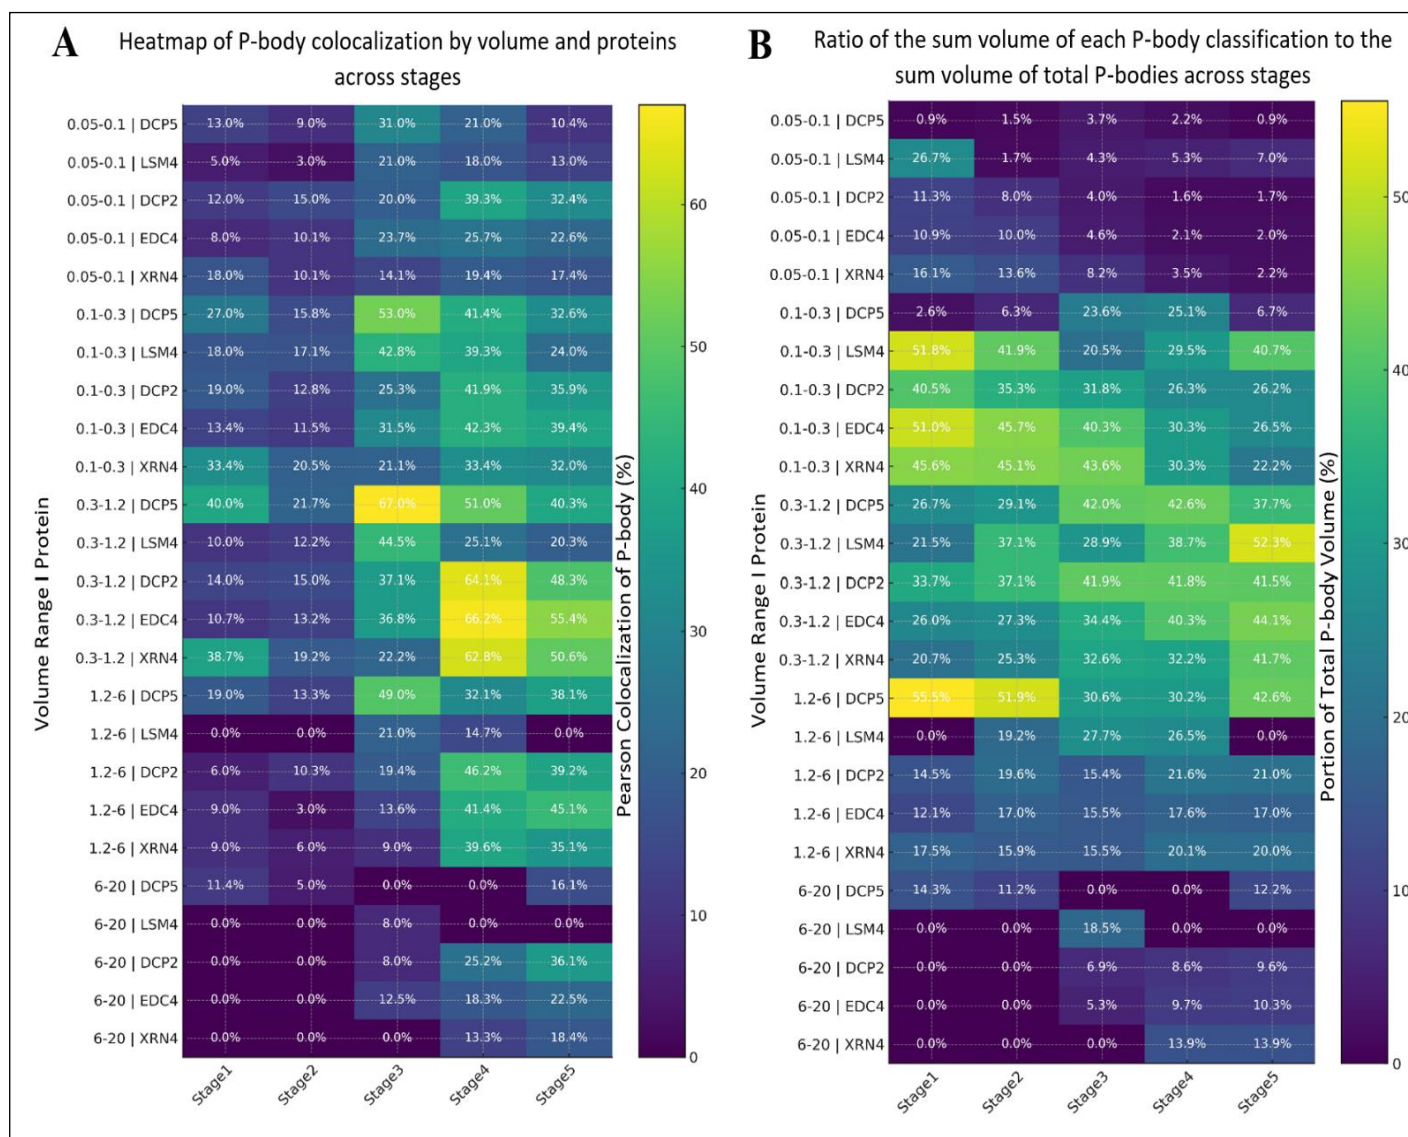 A
Heatmap of P-body colocalization by volume and proteins
across stages
0.05-0.1 | DCP5 13.0% 9.0% 31.0% 21.0% 10.4%
0.05-0.1 | LSM4 5.0% 3.0% 21.0% 18.0% 13.0%
0.05-0.1 | DCP2 12.0% 15.0% 20.0% 39.3% 32.4%
0.05-0.1 | EDC4 8.0% 10.1% 23.7% 25.7% 22.6%
0.05-0.1 | XRN4 18.0% 10.1% 14.1% 19.4% 17.4%
0.1-0.3 | DCP5 27.0% 15.8% 53.0% 41.4% 32.6%
0.1-0.3 | LSM4 18.0% 17.1% 42.8% 39.3% 24.0%
0.1-0.3 | DCP2 19.0% 12.8% 25.3% 41.9% 35.9%
0.1-0.3 | EDC4 13.4% 11.5% 31.5% 42.3% 39.4%
0.1-0.3 | XRN4 33.4% 20.5% 21.1% 33.4% 32.0%
0.3-1.2 | DCP5 40.0% 21.7% 67.0% 51.0% 40.3%
0.3-1.2 | LSM4 10.0% 12.2% 44.5% 25.1% 20.3%
0.3-1.2 | DCP2 14.0% 15.0% 37.1% 64.1% 48.3%
0.3-1.2 | EDC4 10.7% 13.2% 36.8% 66.2% 55.4%
0.3-1.2 | XRN4 38.7% 19.2% 22.2% 62.8% 50.6%
1.2-6 | DCP5 19.0% 13.3% 49.0% 32.1% 38.1%
1.2-6 | LSM4 0.0% 0.0% 21.0% 14.7% 0.0%
1.2-6 | DCP2 6.0% 10.3% 19.4% 46.2% 39.2%
1.2-6 | EDC4 9.0% 3.0% 13.6% 41.4% 45.1%
1.2-6 | XRN4 9.0% 6.0% 9.0% 39.6% 35.1%
6-20 | DCP5 11.4% 5.0% 0.0% 0.0% 16.1%
6-20 | LSM4 0.0% 0.0% 8.0% 0.0% 0.0%
6-20 | DCP2 0.0% 0.0% 8.0% 25.2% 36.1%
6-20 | EDC4 0.0% 0.0% 12.5% 18.3% 22.5%
6-20 | XRN4 0.0% 0.0% 0.0% 13.3% 18.4%
Stage1 Stage2 Stage3 Stage4 Stage5
Volume Range I Protein
60
50
40
30
20
10
0
Pearson Colocalization of P-body (%)
B
Ratio of the sum volume of each P-body classification to the
sum volume of total P-bodies across stages
0.05-0.1 | DCP5 0.9% 1.5% 3.7% 2.2% 0.9%
0.05-0.1 | LSM4 26.7% 1.7% 4.3% 5.3% 7.0%
0.05-0.1 | DCP2 11.3% 8.0% 4.0% 1.6% 1.7%
0.05-0.1 | EDC4 10.9% 10.0% 4.6% 2.1% 2.0%
0.05-0.1 | XRN4 16.1% 13.6% 8.2% 3.5% 2.2%
0.1-0.3 | DCP5 2.6% 6.3% 23.6% 25.1% 6.7%
0.1-0.3 | LSM4 51.8% 41.9% 20.5% 29.5% 40.7%
0.1-0.3 | DCP2 40.5% 35.3% 31.8% 26.3% 26.2%
0.1-0.3 | EDC4 51.0% 45.7% 40.3% 30.3% 26.5%
0.1-0.3 | XRN4 45.6% 45.1% 43.6% 30.3% 22.2%
0.3-1.2 | DCP5 26.7% 29.1% 42.0% 42.6% 37.7%
0.3-1.2 | LSM4 21.5% 37.1% 28.9% 38.7% 52.3%
0.3-1.2 | DCP2 33.7% 37.1% 41.9% 41.8% 41.5%
0.3-1.2 | EDC4 26.0% 27.3% 34.4% 40.3% 44.1%
0.3-1.2 | XRN4 20.7% 25.3% 32.6% 32.2% 41.7%
1.2-6 | DCP5 55.5% 51.9% 30.6% 30.2% 42.6%
1.2-6 | LSM4 0.0% 19.2% 27.7% 26.5% 0.0%
1.2-6 | DCP2 14.5% 19.6% 15.4% 21.6% 21.0%
1.2-6 | EDC4 12.1% 17.0% 15.5% 17.6% 17.0%
1.2-6 | XRN4 17.5% 15.9% 15.5% 20.1% 20.0%
6-20 | DCP5 14.3% 11.2% 0.0% 0.0% 12.2%
6-20 | LSM4 0.0% 0.0% 18.5% 0.0% 0.0%
6-20 | DCP2 0.0% 0.0% 6.9% 8.6% 9.6%
6-20 | EDC4 0.0% 0.0% 5.3% 9.7% 10.3%
6-20 | XRN4 0.0% 0.0% 0.0% 13.9% 13.9%
Stage1 Stage2 Stage3 Stage4 Stage5
Volume Range I Protein
50
40
30
20
10
0
Portion of Total P-body Volume (%)